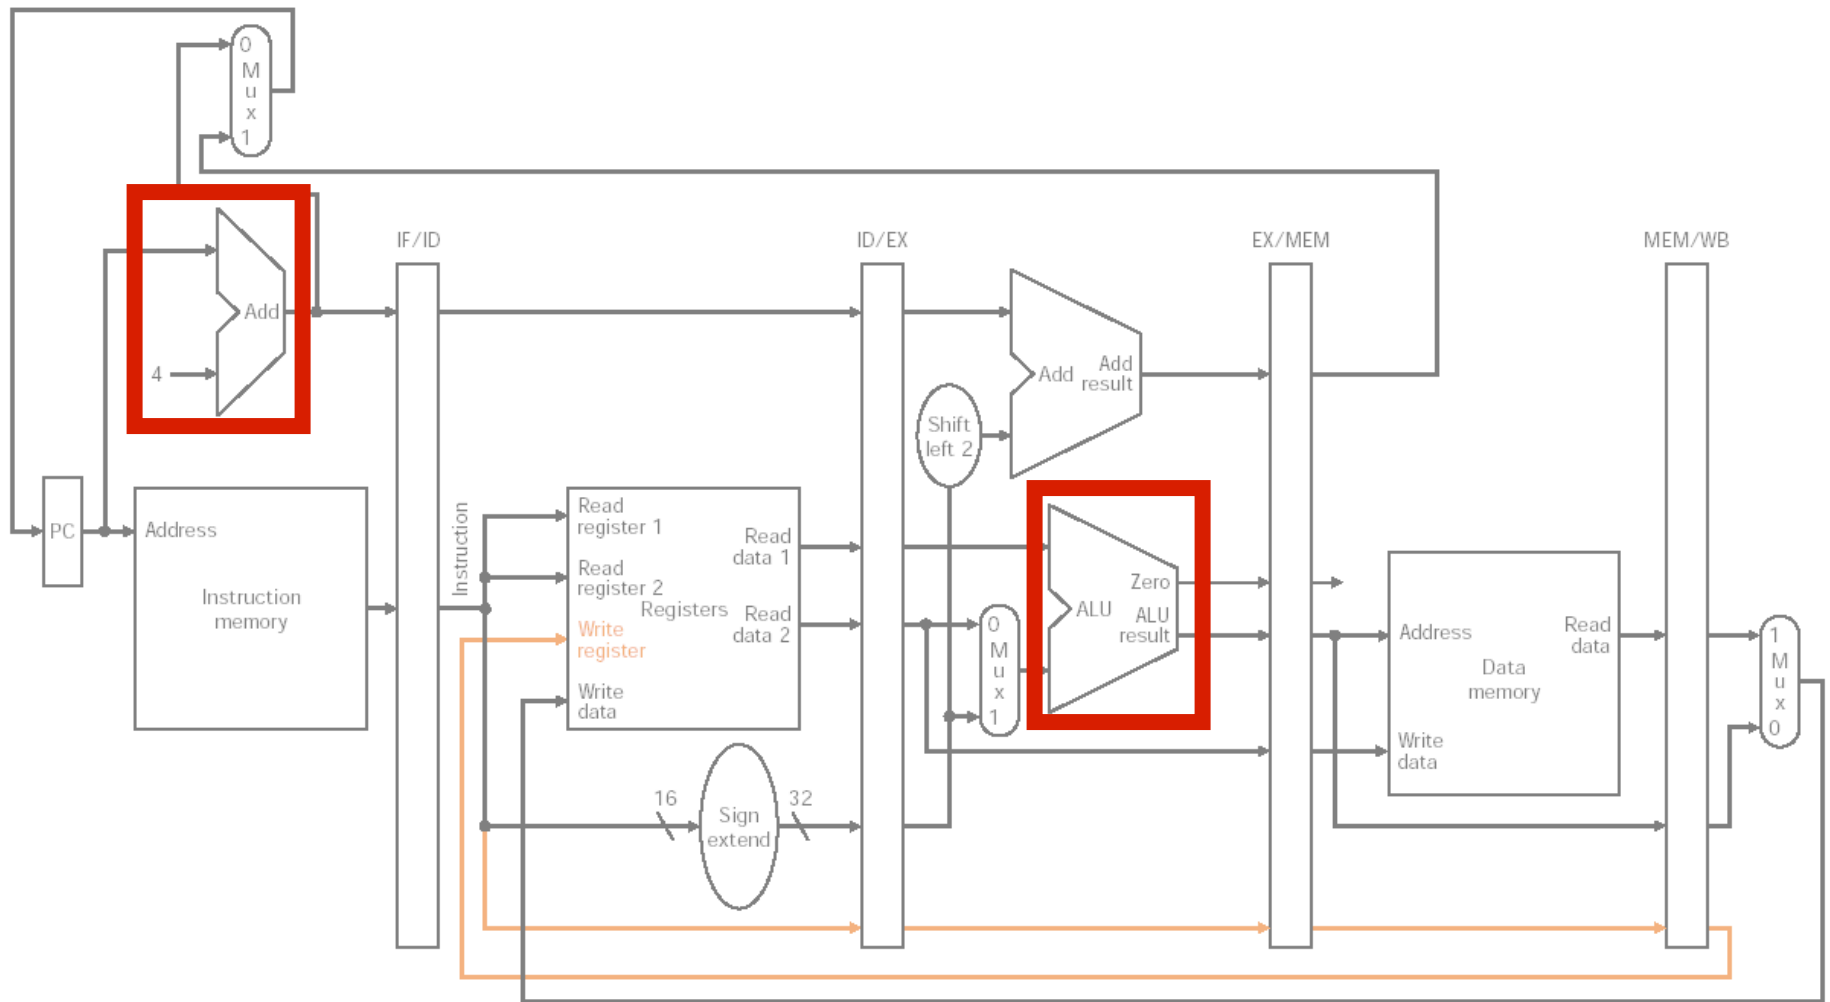 0
M
u
x
1
IF/ID
ID/EX
EX/MEM
MEM/WB
Add
4
Add
Add
result
Shift
left 2
PC
Address
Instruction
memory
Instruction
Read
register 1
Read
register 2
Write
register
Write
data
Registers
Read
data 1
Read
data 2
0
M
u
x
1
Zero
ALU
ALU
result
Address
Read
data
Data
memory
Write
data
1
M
u
x
0
16
Sign
extend
32